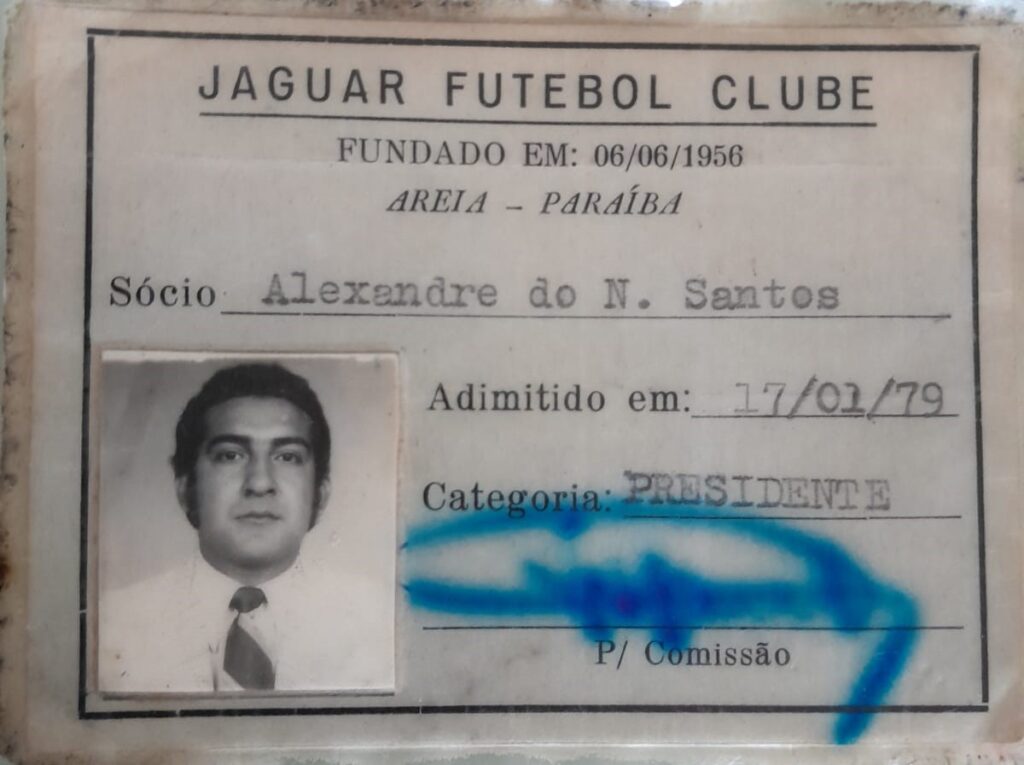 JAGUAR FUTEBOL CLUBE
FUNDADO EM: 06/06/1956
AREIA - PARAÍBA
Sócio Alexandre do N. Santos
Adimitido em: 17/01/79
Categoria: PRESIDENTE
P/ Comissão